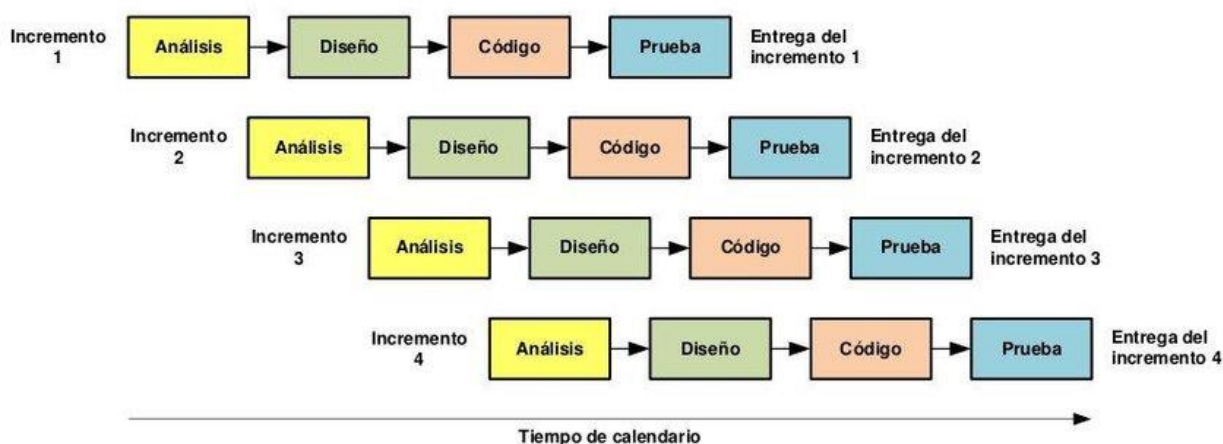 Incremento
1
Análisis
Diseño
Código
Prueba
Entrega del
incremento 1
Incremento
2
Análisis
Diseño
Código
Prueba
Entrega del
incremento 2
Incremento
3
Análisis
Diseño
Código
Prueba
Entrega del
incremento 3
Incremento
4
Análisis
Diseño
Código
Prueba
Entrega del
incremento 4
Tiempo de calendario